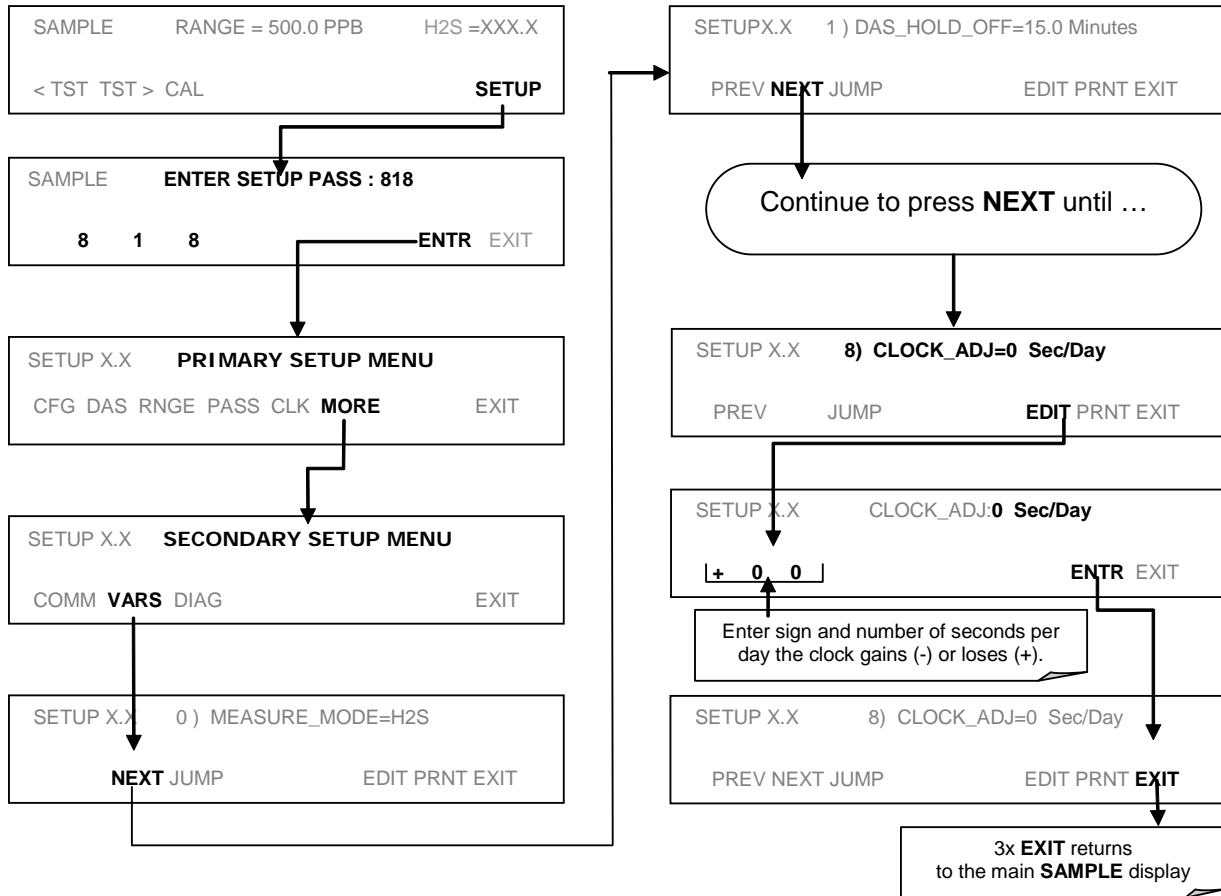 SAMPLE RANGE = 500.0 PPB H2S =XXX.X
< TST TST > CAL SETUP
SAMPLE ENTER SETUP PASS : 818
8 1 8 ENTR EXIT
SETUP X.X PRIMARY SETUP MENU
CFG DAS RNGE PASS CLK MORE EXIT
SETUP X.X SECONDARY SETUP MENU
COMM VARS DIAG EXIT
SETUP X.X 0 ) MEASURE_MODE=H2S
NEXT JUMP EDIT PRNT EXIT
SETUPX.X 1 ) DAS_HOLD_OFF=15.0 Minutes
PREV NEXT JUMP EDIT PRNT EXIT
Continue to press NEXT until …
SETUP X.X 8) CLOCK_ADJ=0 Sec/Day
PREV JUMP EDIT PRNT EXIT
SETUP X.X CLOCK_ADJ:0 Sec/Day
+ 0 0 ENTR EXIT
Enter sign and number of seconds per
day the clock gains (-) or loses (+).
SETUP X.X 8) CLOCK_ADJ=0 Sec/Day
PREV NEXT JUMP EDIT PRNT EXIT
3x EXIT returns
to the main SAMPLE display